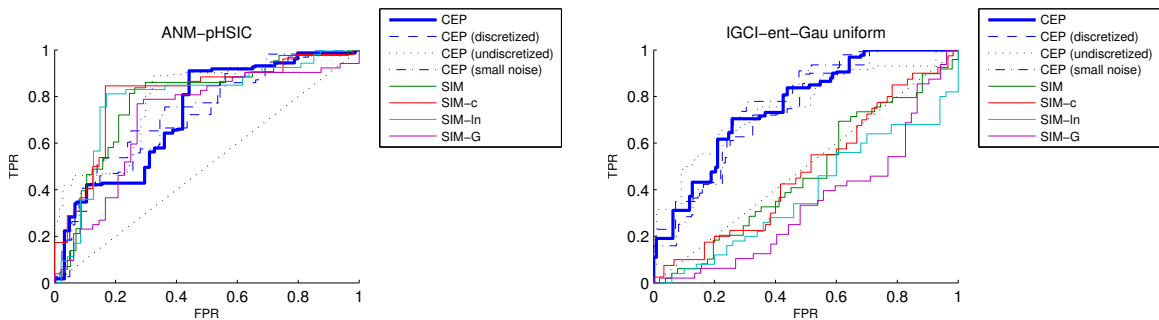 ANM−pHSIC
1
0.8
0.6
0.4
0.2
0
0
0.2
0.4
0.6
0.8
1
TPR
FPR
CEP
CEP (discretized)
CEP (undiscretized)
CEP (small noise)
SIM
SIM−c
SIM−ln
SIM−G
IGCI−ent−Gau uniform
1
0.8
0.6
0.4
0.2
0
0
0.2
0.4
0.6
0.8
1
TPR
FPR
CEP
CEP (discretized)
CEP (undiscretized)
CEP (small noise)
SIM
SIM−c
SIM−ln
SIM−G